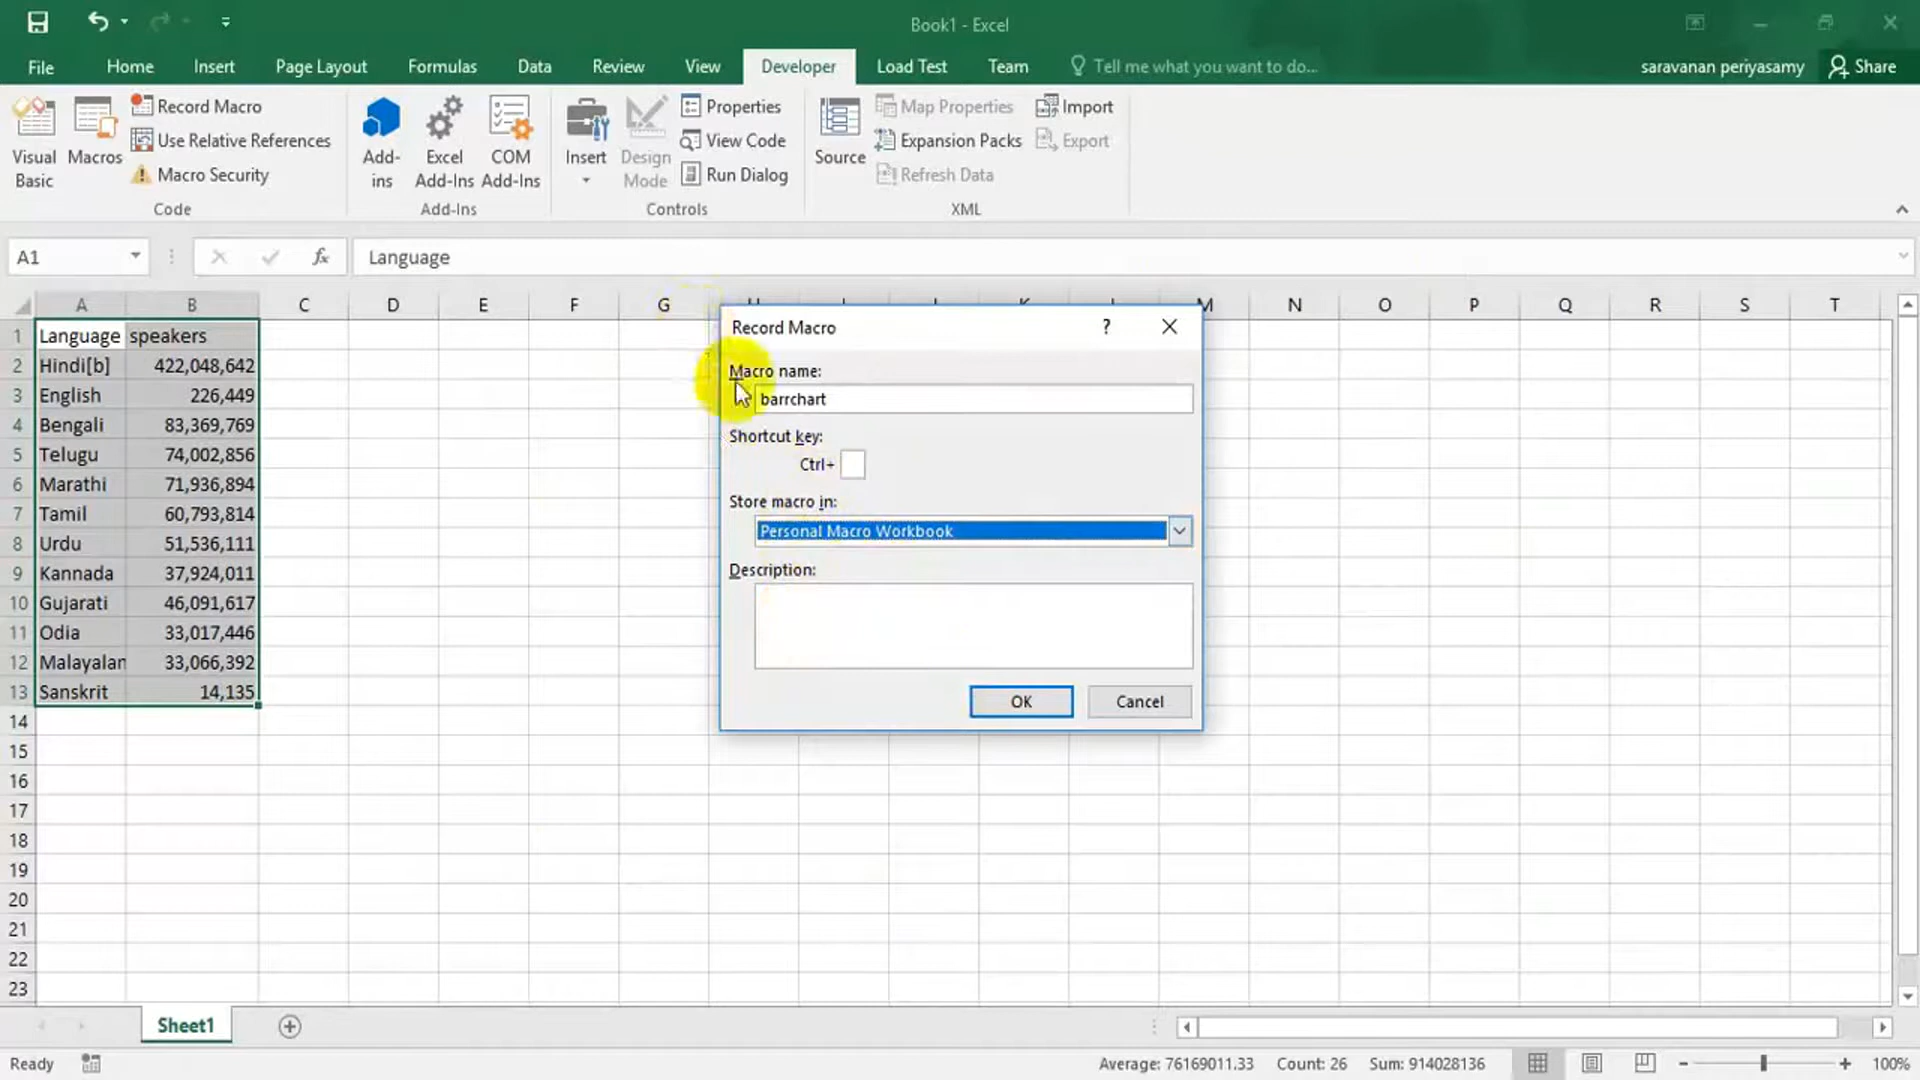 Book1 - Excel
File Home Insert Page Layout Formulas Data Review View Developer Load Test Team Tell me what you want to do... saravanan periyasamy Share
Visual Basic
Macros
Record Macro
Use Relative References
Macro Security
Code
Add-ins
Excel Add-Ins
COM Add-Ins
Add-Ins
Insert
Design Mode
Properties
View Code
Run Dialog
Controls
Source
Map Properties
Expansion Packs
Refresh Data
Import
Export
XML
A1 fx Language
A B C D E F G M N O P Q R S T
1 Language speakers
2 Hindi[b] 422,048,642
3 English 226,449
4 Bengali 83,369,769
5 Telugu 74,002,856
6 Marathi 71,936,894
7 Tamil 60,793,814
8 Urdu 51,536,111
9 Kannada 37,924,011
10 Gujarati 46,091,617
11 Odia 33,017,446
12 Malayalan 33,066,392
13 Sanskrit 14,135
14
15
16
17
18
19
20
21
22
23
Record Macro ?
Macro name:
barrchart
Shortcut key:
Ctrl+
Store macro in:
Personal Macro Workbook
Description:
OK Cancel
Sheet1
Ready Average: 76169011.33 Count: 26 Sum: 914028136 100%